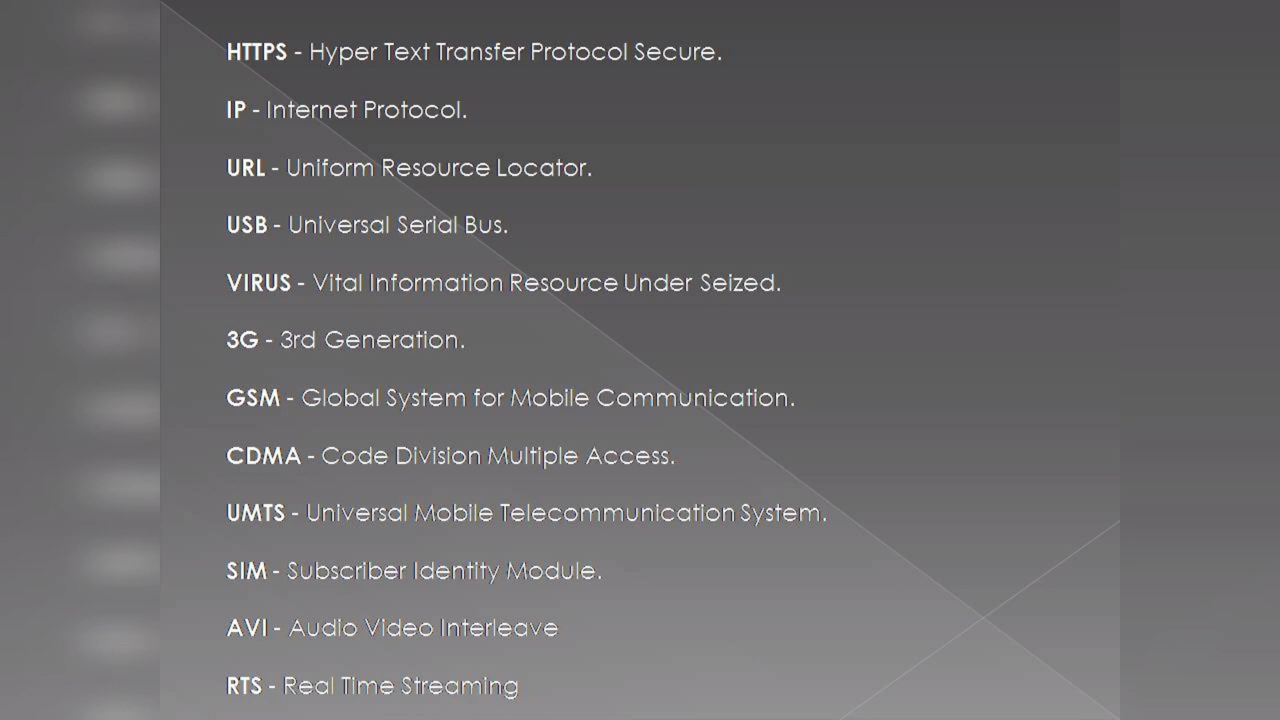 HTTPS - Hyper Text Transfer Protocol Secure.
IP - Internet Protocol.
URL - Uniform Resource Locator.
USB - Universal Serial Bus.
VIRUS - Vital Information Resource Under Seized.
3G - 3rd Generation.
GSM - Global System for Mobile Communication.
CDMA - Code Division Multiple Access.
UMTS - Universal Mobile Telecommunication System.
SIM - Subscriber Identity Module.
AVI - Audio Video Interleave
RTS - Real Time Streaming